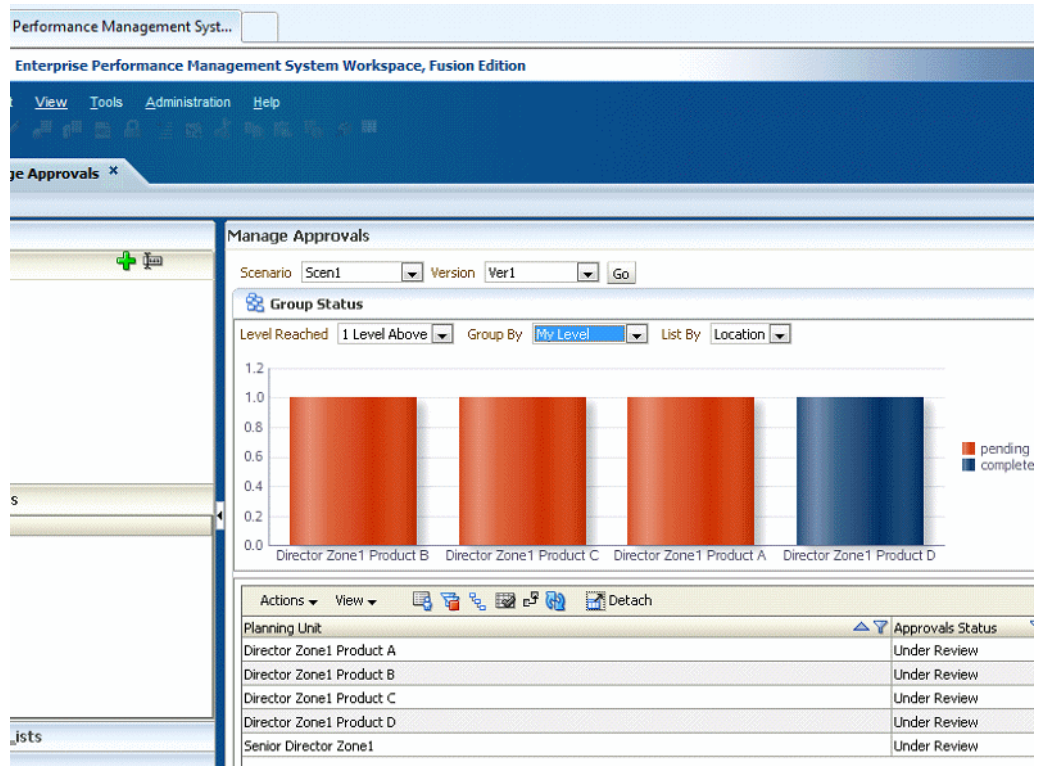 Performance Management Syst...
Enterprise Performance Management System Workspace, Fusion Edition
View Tools Administration Help
ge Approvals ×
Manage Approvals
Scenario Scen1 Version Ver1 Go
Group Status
Level Reached 1 Level Above Group By My Level List By Location
1.2
1.0
0.8
0.6
0.4
0.2
0.0
pending
complete
Director Zone1 Product B Director Zone1 Product C Director Zone1 Product A Director Zone1 Product D
s
Actions View Detach
Planning Unit Approvals Status
Director Zone1 Product A Under Review
Director Zone1 Product B Under Review
Director Zone1 Product C Under Review
Director Zone1 Product D Under Review
Senior Director Zone1 Under Review
ists